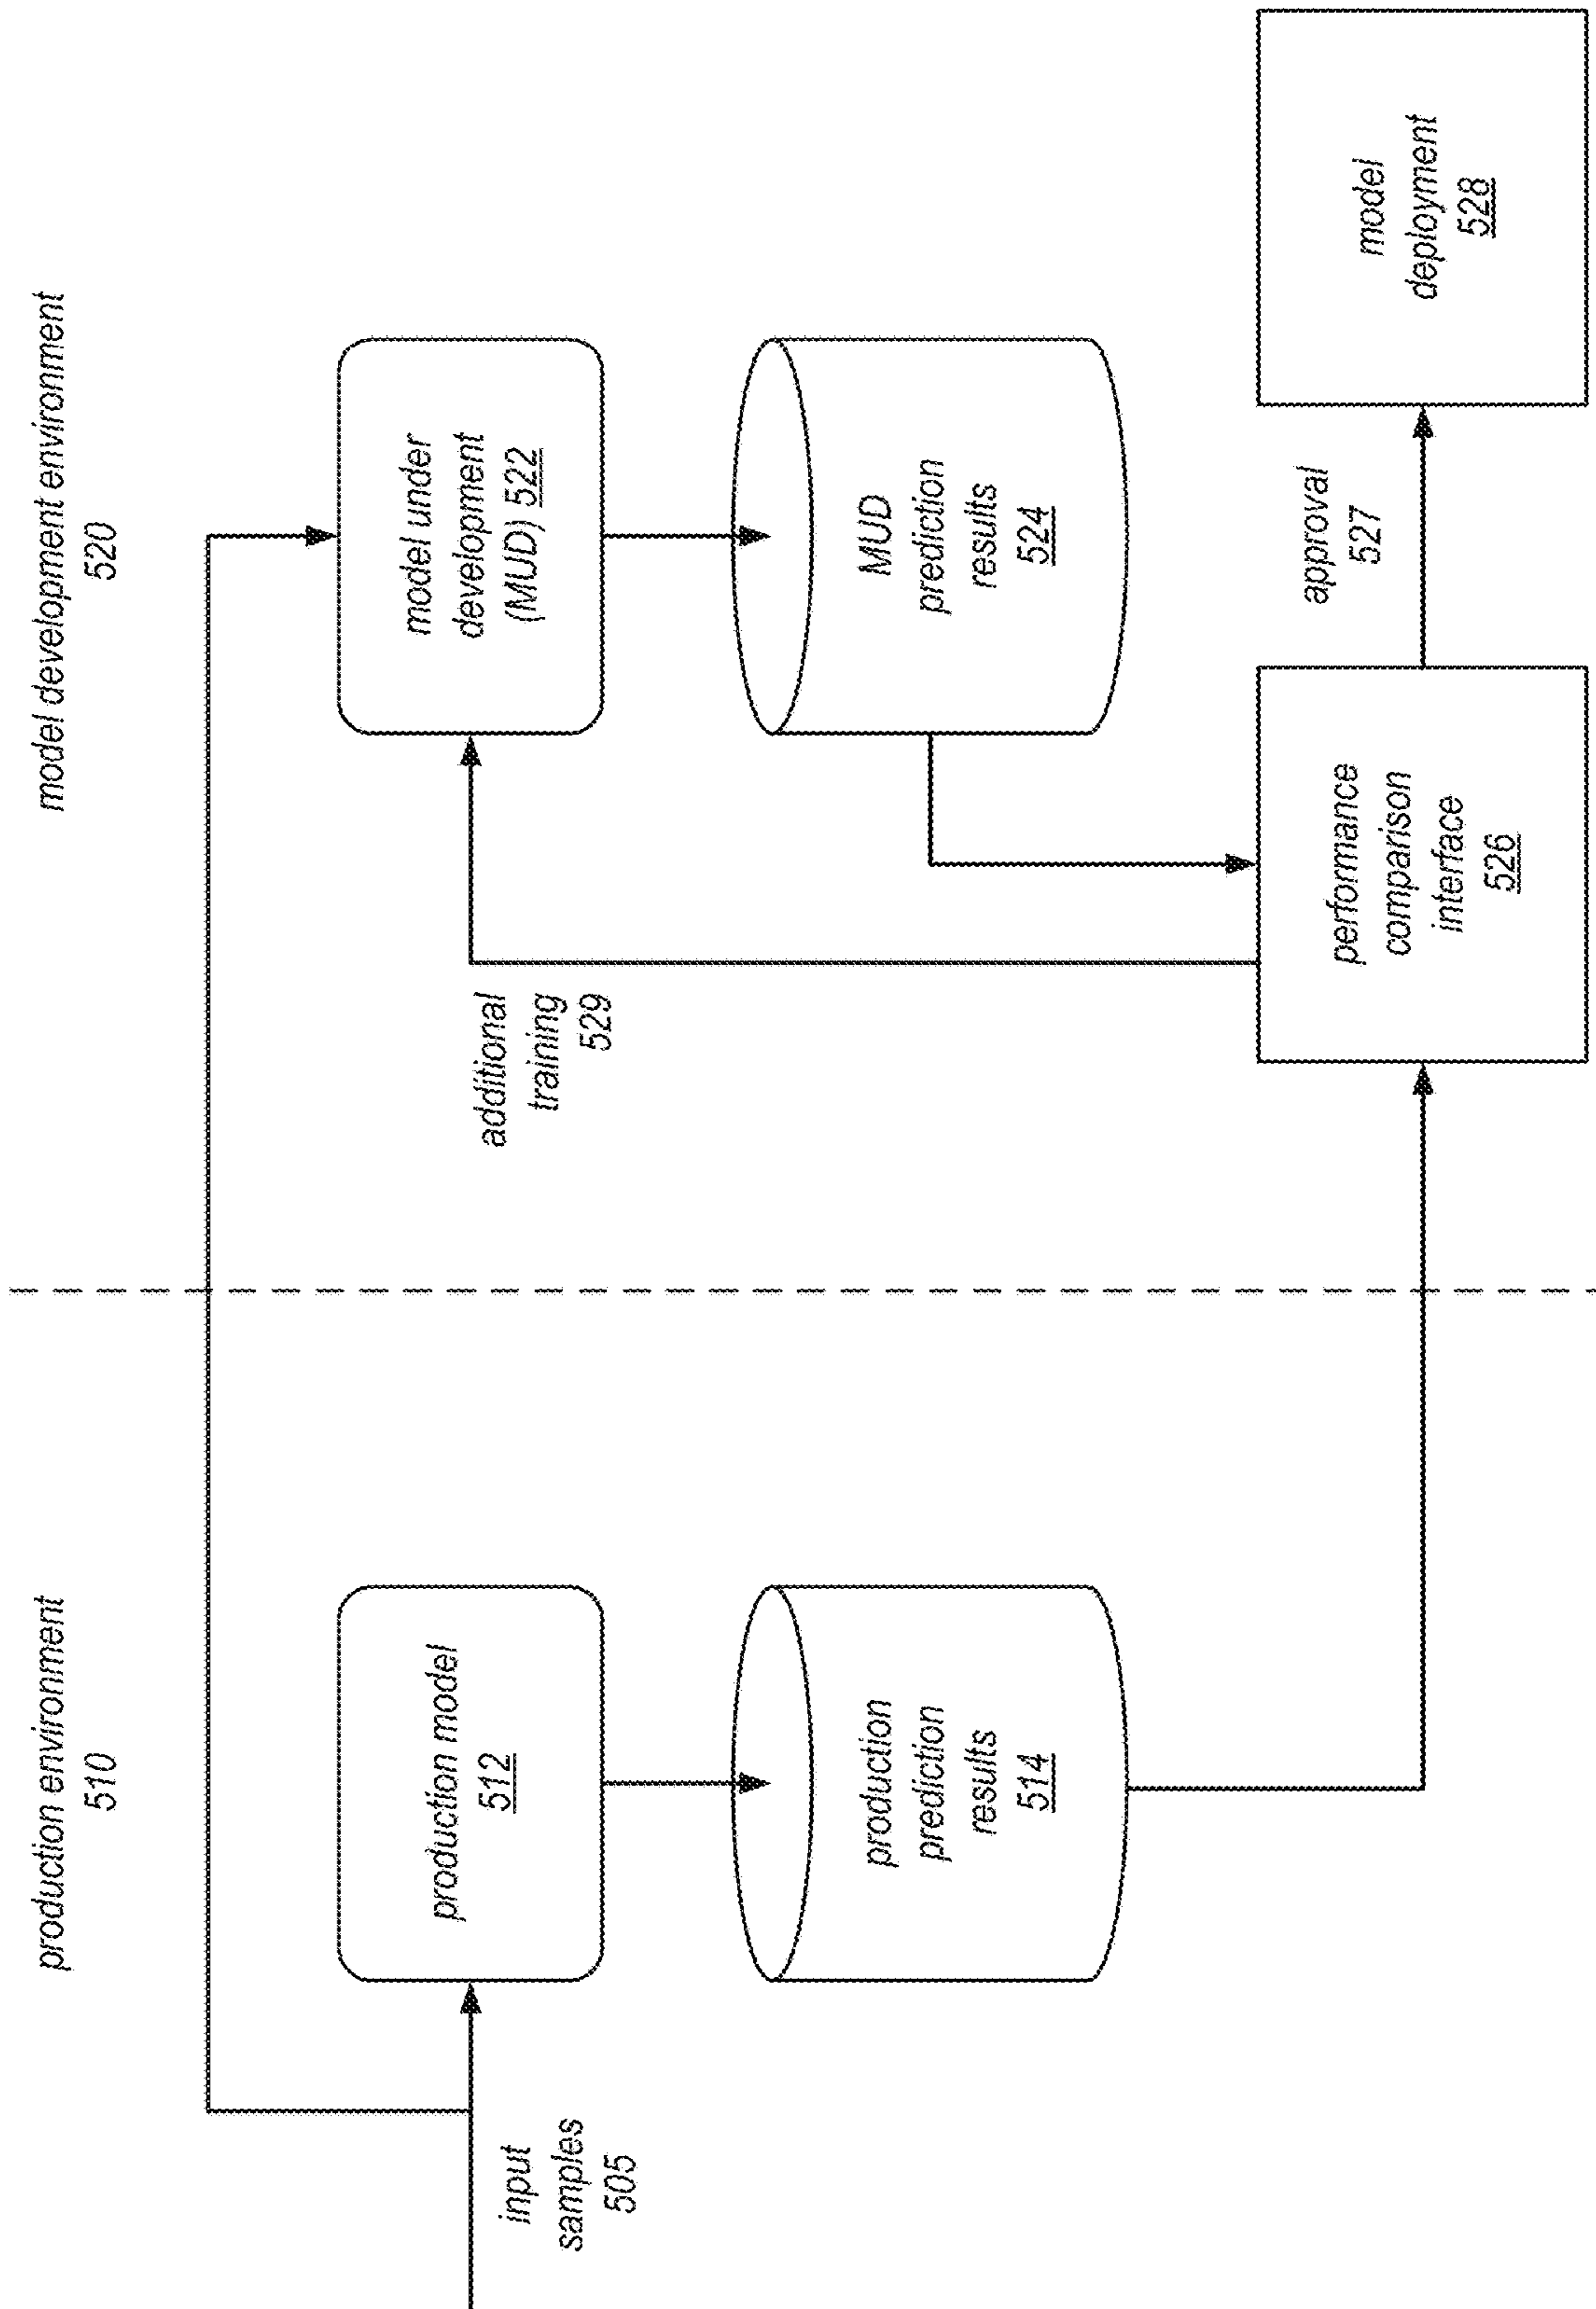 production environment
510
model development environment
520
input
samples
505
production model
512
production
prediction
results
514
additional
training
529
model under
development
(MUD) 522
MUD
prediction
results
524
performance
comparison
interface
526
approval
527
model
deployment
528